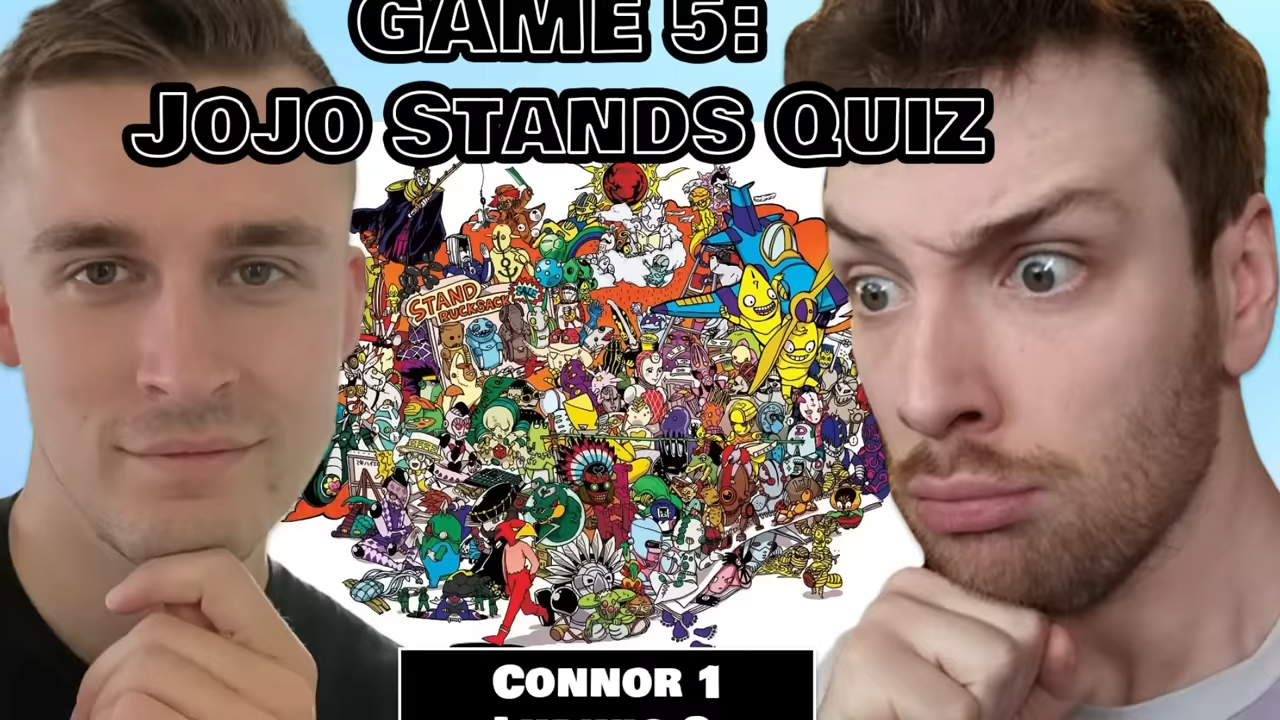 GAME 5:
JOJO STANDS QUIZ
STAND
RUCKSACK
CONNOR 1